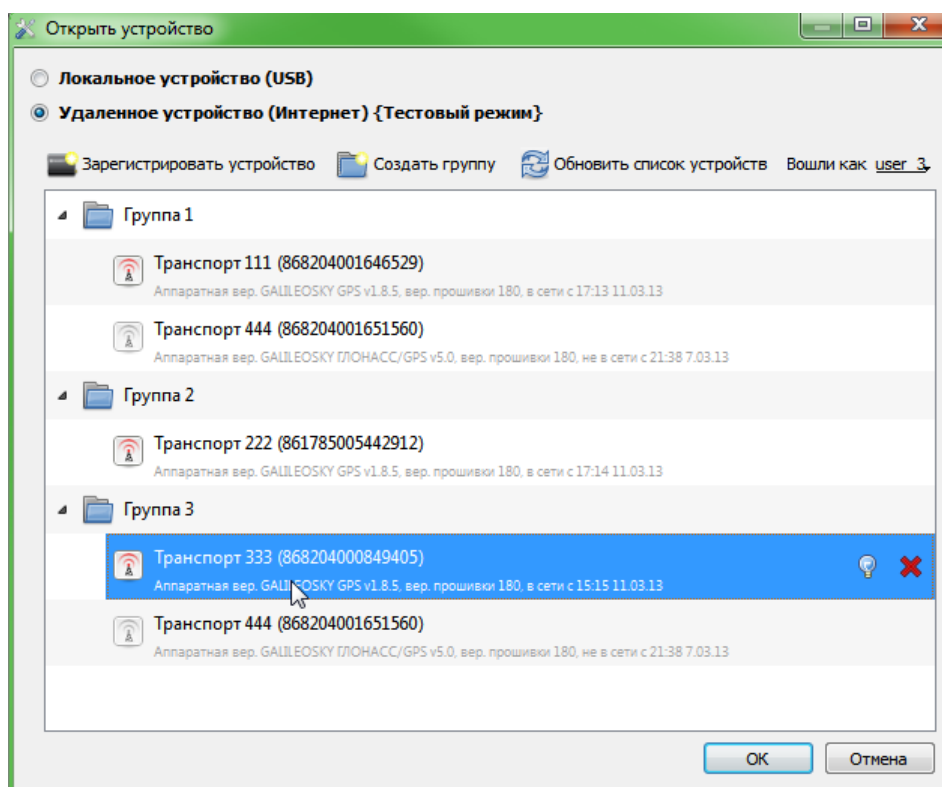 Открыть устройство
Локальное устройство (USB)
Удаленное устройство (Интернет) {Тестовый режим}
Зарегистрировать устройство Создать группу Обновить список устройств Вошли как user_3
Группа 1
Транспорт 111 (868204001646529)
Аппаратная вер. GALILEOSKY GPS v1.8.5, вер. прошивки 180, в сети с 17:13 11.03.13
Транспорт 444 (868204001651560)
Аппаратная вер. GALILEOSKY ГЛОНАСС/GPS v5.0, вер. прошивки 180, не в сети с 21:38 7.03.13
Группа 2
Транспорт 222 (861785005442912)
Аппаратная вер. GALILEOSKY GPS v1.8.5, вер. прошивки 180, в сети с 17:14 11.03.13
Группа 3
Транспорт 333 (868204000849405)
Аппаратная вер. GALILEOSKY GPS v1.8.5, вер. прошивки 180, в сети с 15:15 11.03.13
Транспорт 444 (868204001651560)
Аппаратная вер. GALILEOSKY ГЛОНАСС/GPS v5.0, вер. прошивки 180, не в сети с 21:38 7.03.13
ОК Отмена